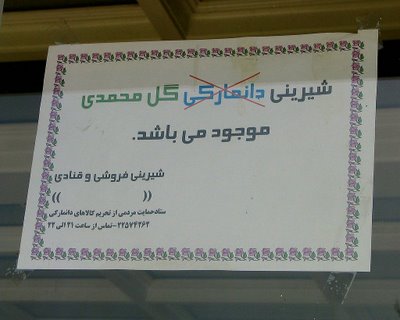 شیرینی دانمارکی گل محمدی
موجود می باشد.
شیرینی فروشی و قنادی
(( ))
ستاد حمایت مردمی از تحریم کالاهای دانمارکی
۲۲۵۷۴۲۶۳-تماس از ساعت ۲۱ الی ۲۲